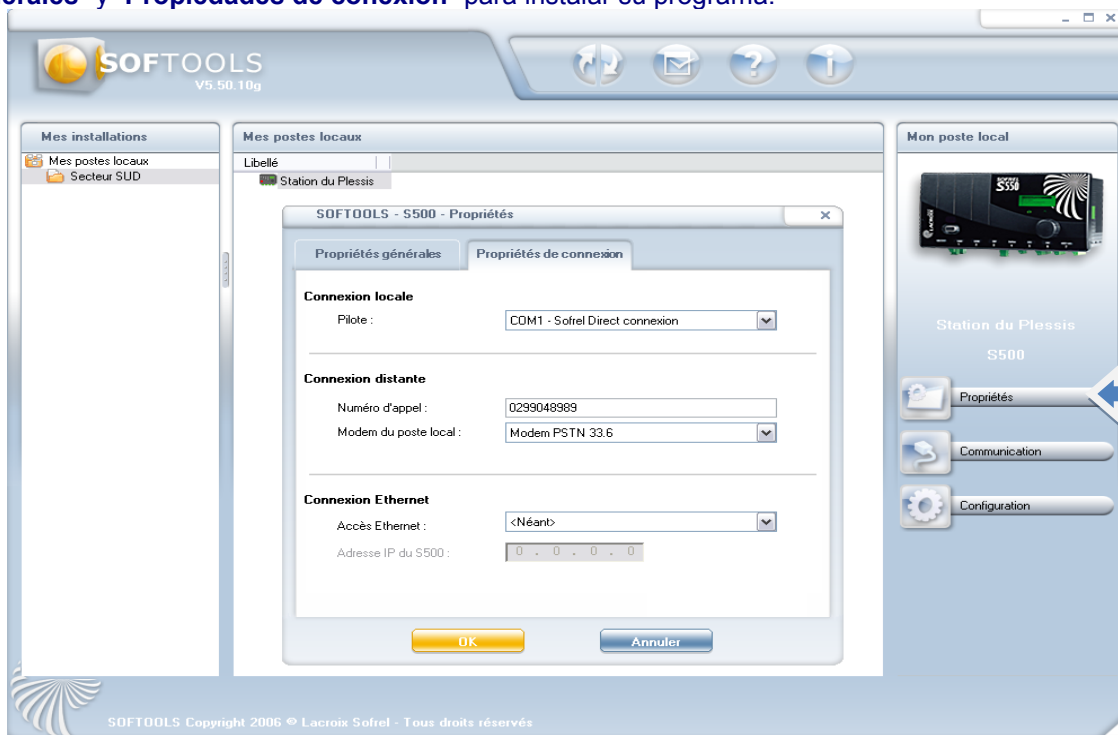 erales" y "Propiedades de conexion" para instalar su programa.
SOFTOOLS
V5.50.10g
Mes installations
Mes postes locaux
Mon poste local
Mes postes locaux
Secteur SUD
Libellé
Station du Plessis
SOFREL
S550
LACROIX
SOFTOOLS - S500 - Propriétés
Propriétés générales
Propriétés de connexion
Connexion locale
Pilote :
COM1 - Sofrel Direct connexion
Station du Plessis
S500
Connexion distante
Numéro d'appel :
0299048989
Modem du poste local :
Modem PSTN 33.6
Propriétés
Communication
Configuration
Connexion Ethernet
Accès Ethernet :
<Néant>
Adresse IP du S500 :
0 . 0 . 0 . 0
OK
Annuler
SOFTOOLS Copyright 2006 © Lacroix Sofrel - Tous droits réservés